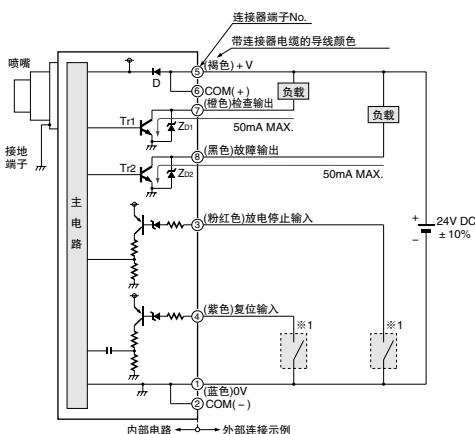 连接器端子No.
带连接器电缆的导线颜色
喷嘴
D
⑤ (褐色)+V
⑥ COM(+)
⑦ (橙色)检查输出
负载
Tr1
ZD1
50mA MAX.
接地
端子
负载
⑧ (黑色)故障输出
Tr2
ZD2
50mA MAX.
主
电
路
③ (粉红色)放电停止输入
+
24V DC
±10%
−
④ (紫色)复位输入
※1
※1
① (蓝色)0V
② COM(−)
内部电路
外部连接示例